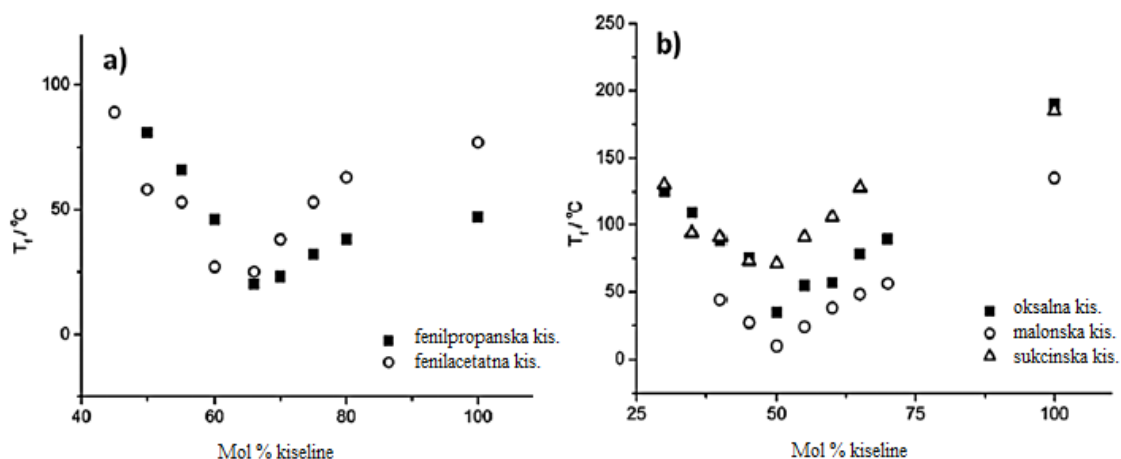 a)
100
50
0
T_f / °C
40
60
80
100
Mol % kiseline
fenilpropanska kis.
fenilacetatna kis.
b)
250
200
150
100
50
0
T_f / °C
25
50
75
100
Mol % kiseline
oksalna kis.
malonska kis.
sukcinska kis.